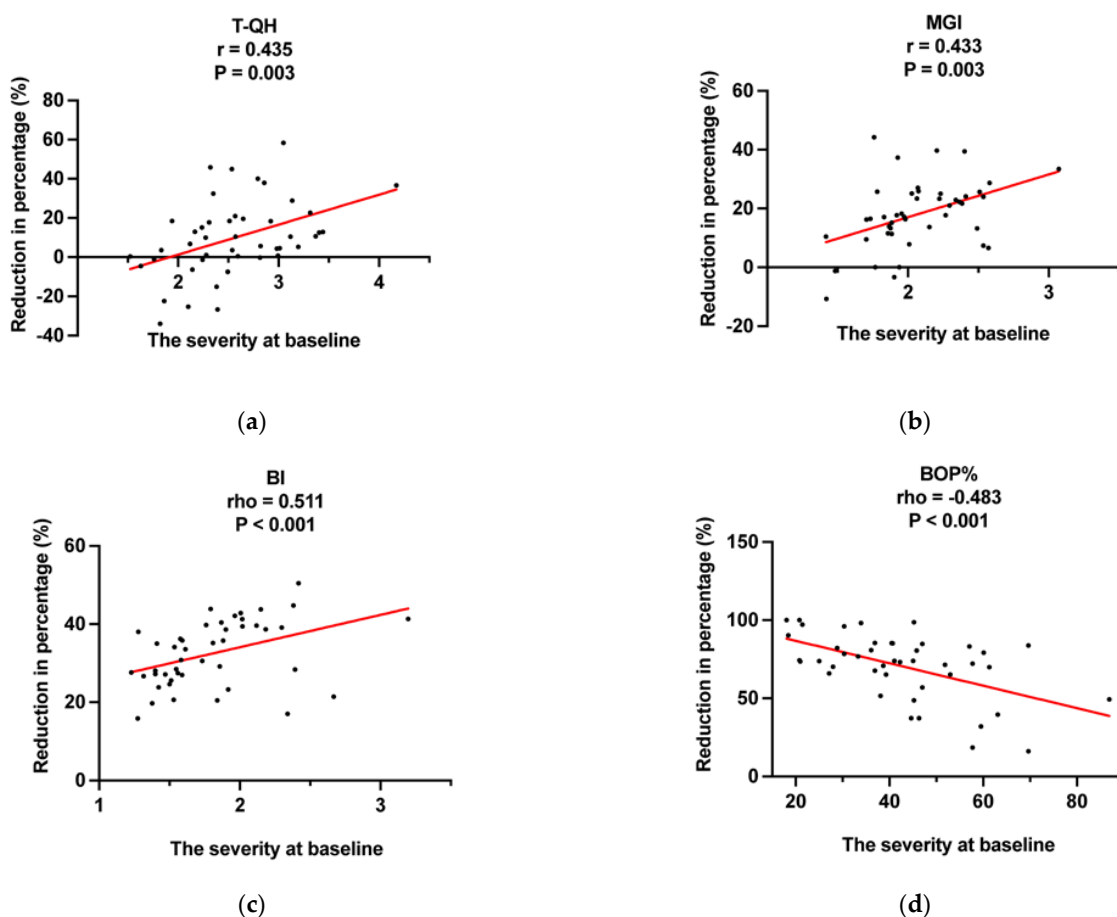 T-QH
r = 0.435
P = 0.003
Reduction in percentage (%)
80
60
40
20
0
-20
-40
2
3
4
The severity at baseline
(a)
MGI
r = 0.433
P = 0.003
Reduction in percentage (%)
60
40
20
0
-20
2
3
The severity at baseline
(b)
BI
rho = 0.511
P < 0.001
Reduction in percentage (%)
60
40
20
0
1
2
3
The severity at baseline
(c)
BOP%
rho = -0.483
P < 0.001
Reduction in percentage (%)
150
100
50
0
20
40
60
80
The severity at baseline
(d)